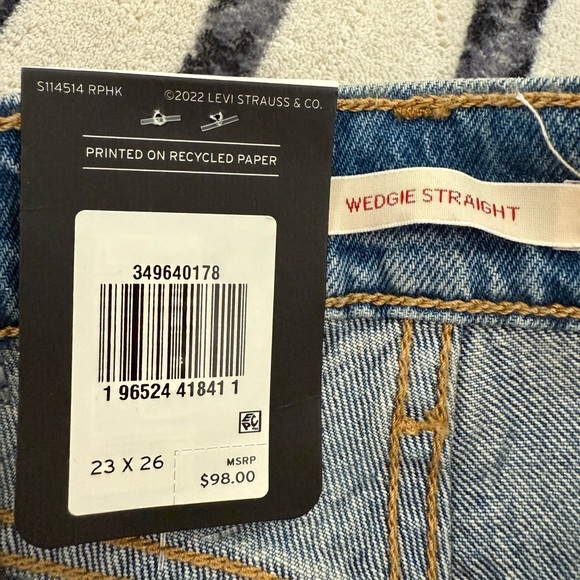 S114514 RPHK
©2022 LEVI STRAUSS & CO.
PRINTED ON RECYCLED PAPER
WEDGIE STRAIGHT
349640178
1 96524 41841 1
23 X 26
MSRP
$98.00